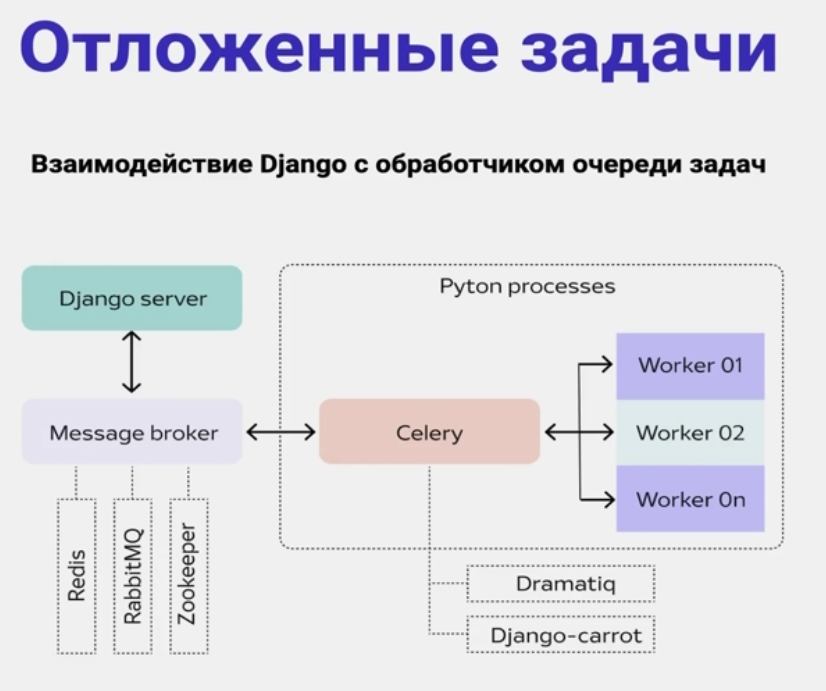 Отложенные задачи
Взаимодействие Django с обработчиком очереди задач
Pyton processes
Django server
Worker 01
Message broker
Celery
Worker 02
Worker 0n
Redis
RabbitMQ
Zookeeper
Dramatiq
Django-carrot